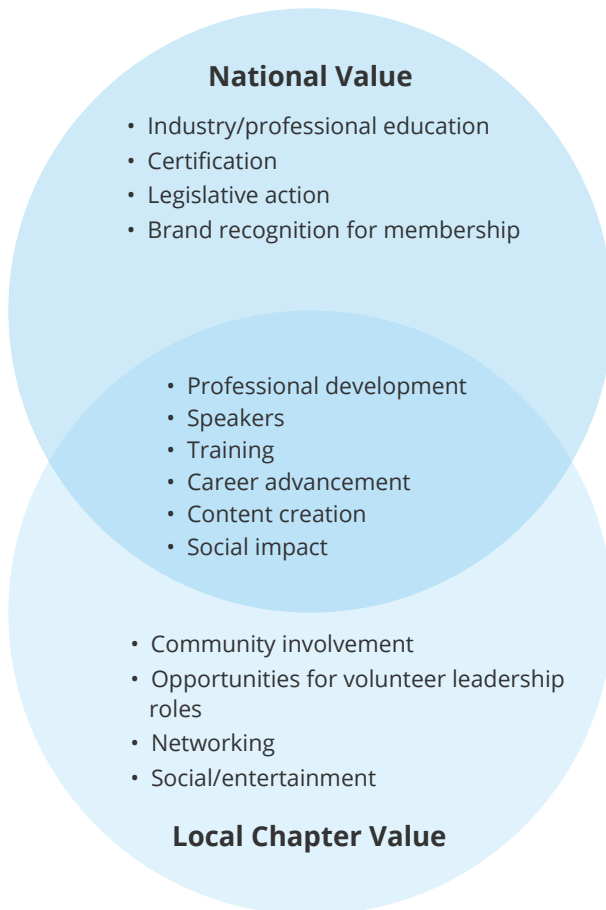 National Value
• Industry/professional education
• Certification
• Legislative action
• Brand recognition for membership
• Professional development
• Speakers
• Training
• Career advancement
• Content creation
• Social impact
• Community involvement
• Opportunities for volunteer leadership
roles
• Networking
• Social/entertainment
Local Chapter Value